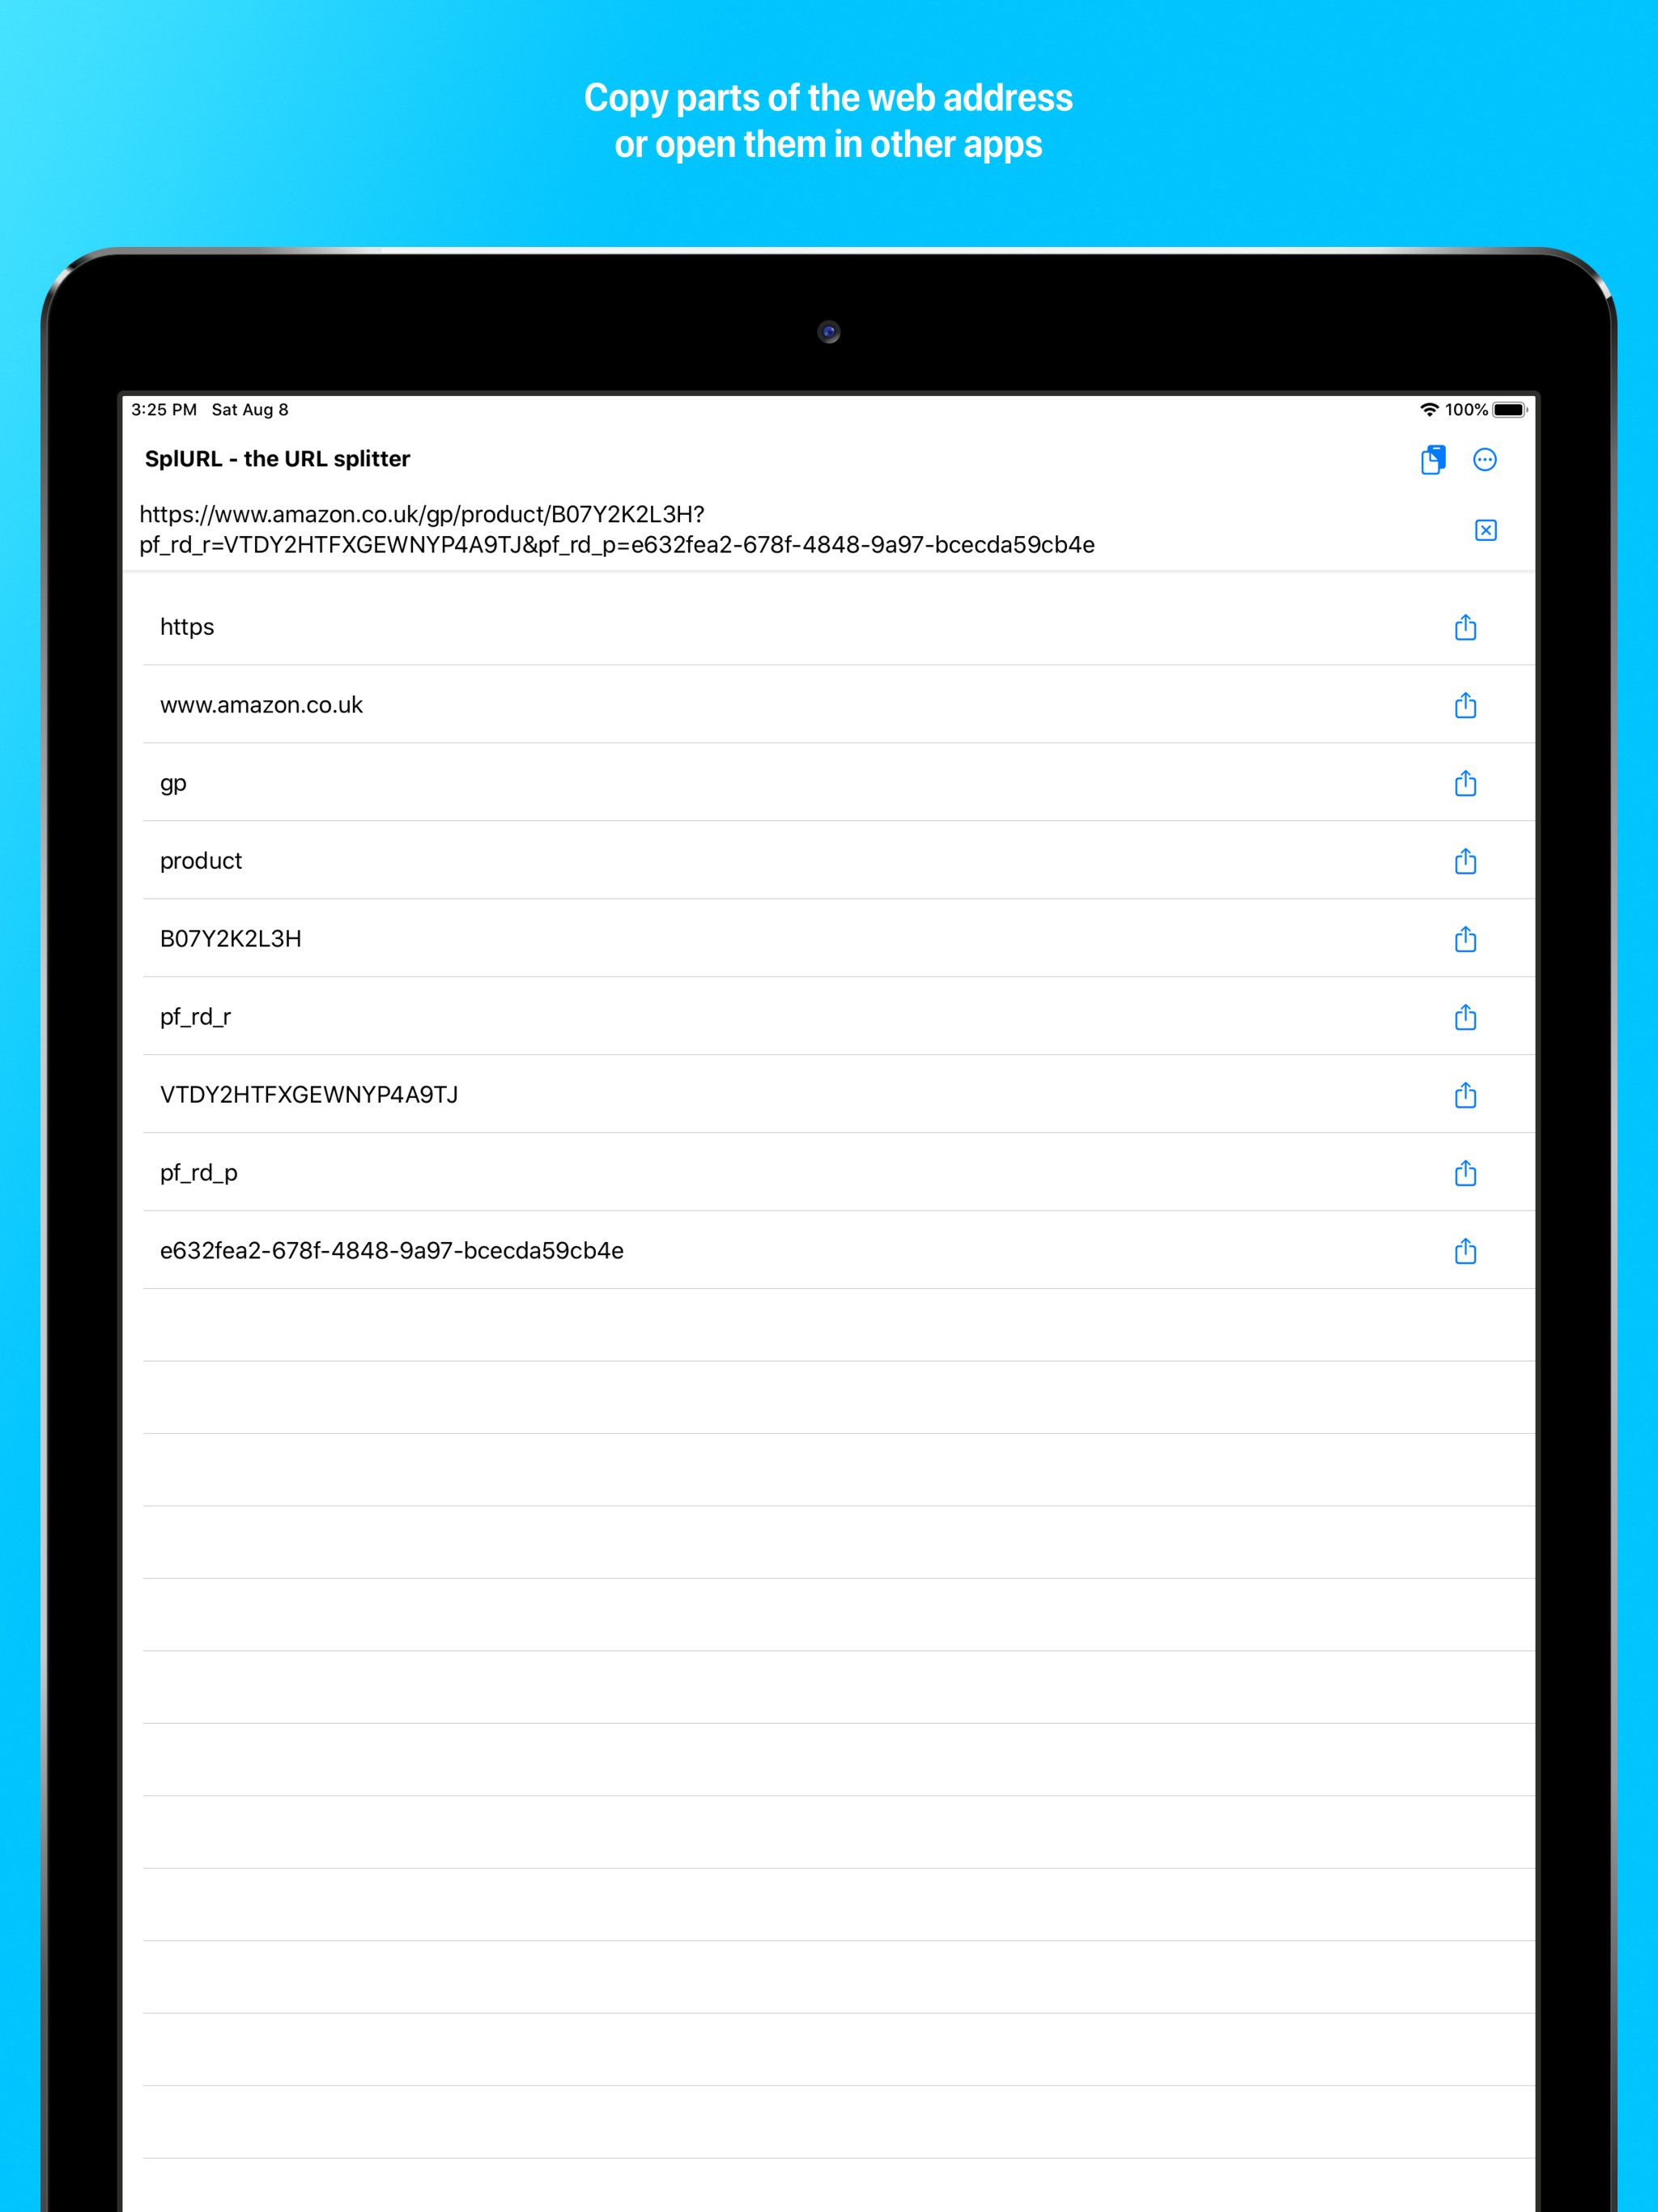 Copy parts of the web address
or open them in other apps
3:25 PM Sat Aug 8
100%
SplURL - the URL splitter
https://www.amazon.co.uk/gp/product/B07Y2K2L3H?
pf_rd_r=VTDY2HTFXGEWNYP4A9TJ&pf_rd_p=e632fea2-678f-4848-9a97-bcecda59cb4e
https
www.amazon.co.uk
gp
product
B07Y2K2L3H
pf_rd_r
VTDY2HTFXGEWNYP4A9TJ
pf_rd_p
e632fea2-678f-4848-9a97-bcecda59cb4e